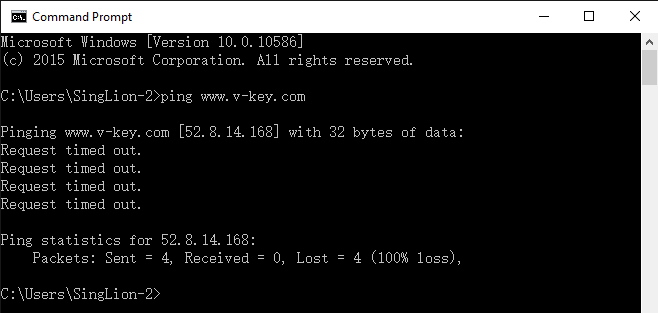 Command Prompt
Microsoft Windows [Version 10.0.10586]
(c) 2015 Microsoft Corporation. All rights reserved.
C:\Users\SingLion-2>ping www.v-key.com
Pinging www.v-key.com [52.8.14.168] with 32 bytes of data:
Request timed out.
Request timed out.
Request timed out.
Request timed out.
Ping statistics for 52.8.14.168:
    Packets: Sent = 4, Received = 0, Lost = 4 (100% loss),
C:\Users\SingLion-2>